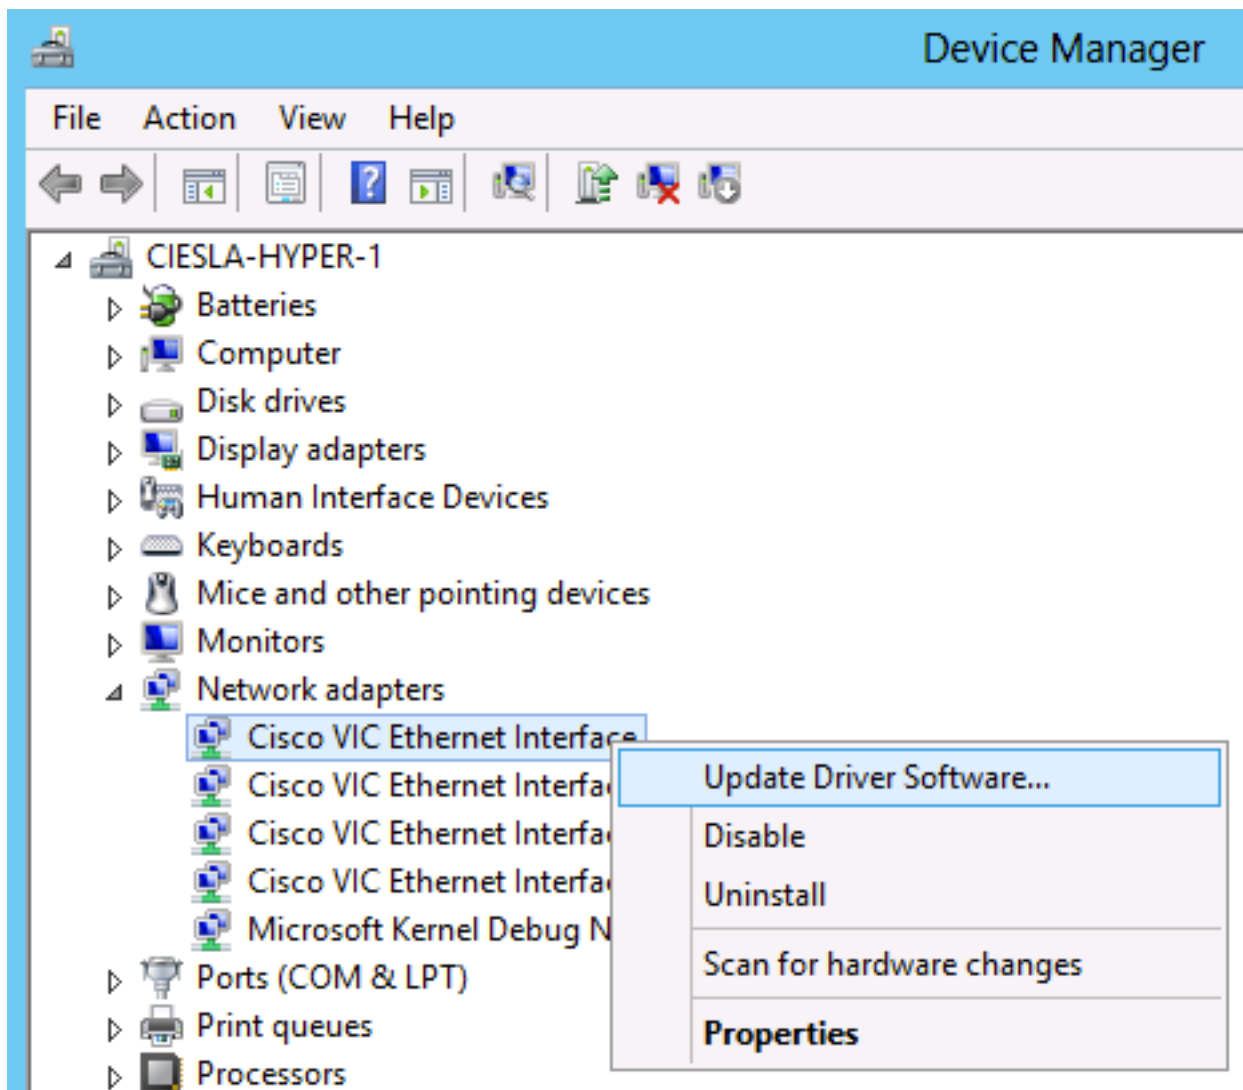 Device Manager
File Action View Help
CIESLA-HYPER-1
Batteries
Computer
Disk drives
Display adapters
Human Interface Devices
Keyboards
Mice and other pointing devices
Monitors
Network adapters
Cisco VIC Ethernet Interface
Update Driver Software...
Cisco VIC Ethernet Interfa
Cisco VIC Ethernet Interfa
Disable
Cisco VIC Ethernet Interfa
Uninstall
Microsoft Kernel Debug N
Scan for hardware changes
Ports (COM & LPT)
Print queues
Properties
Processors